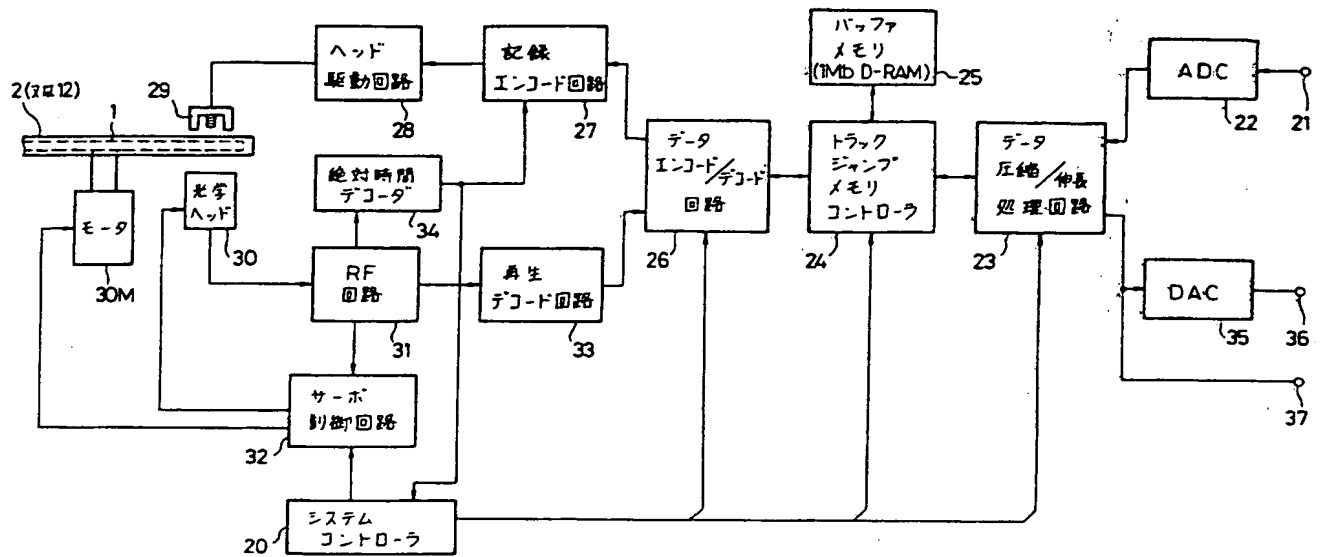 バッファ
メモリ
(1Mb D-RAM)
25
ヘッド
駆動回路
28
記録
エンコード回路
27
ADC
22
21
2(又は12)
1
29
データ
エンコード/デコード
回路
26
トラック
ジャンプ
メモリ
コントローラ
24
データ
圧縮/伸長
処理回路
23
絶対時間
デコーダ
34
光学
ヘッド
30
モータ
30M
RF
回路
31
再生
デコード回路
33
DAC
35
36
37
サーボ
制御回路
32
システム
コントローラ
20